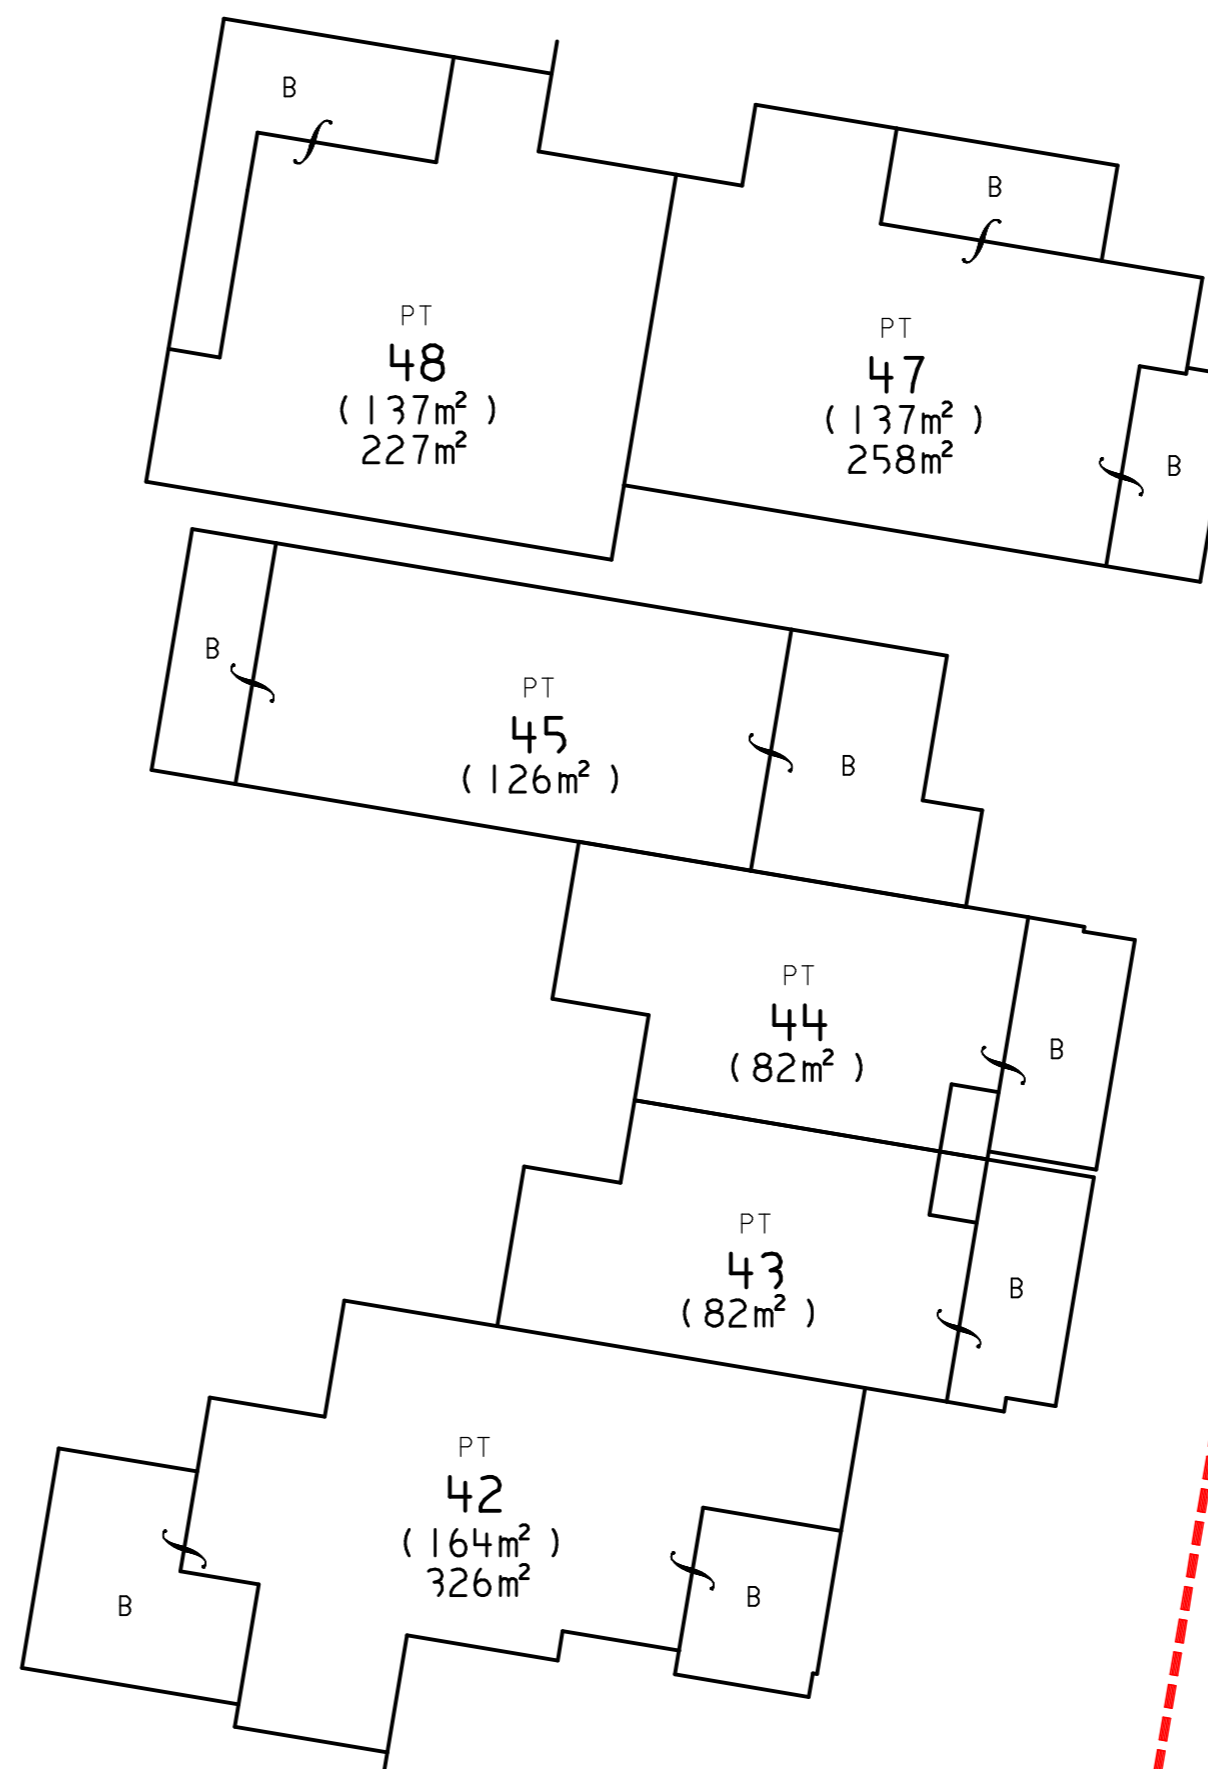 B
B
PT
48
(137m²)
227m²
PT
47
(137m²)
258m²
B
B
PT
45
(126m²)
B
PT
44
(82m²)
B
PT
43
(82m²)
B
PT
42
(164m²)
326m²
B
B